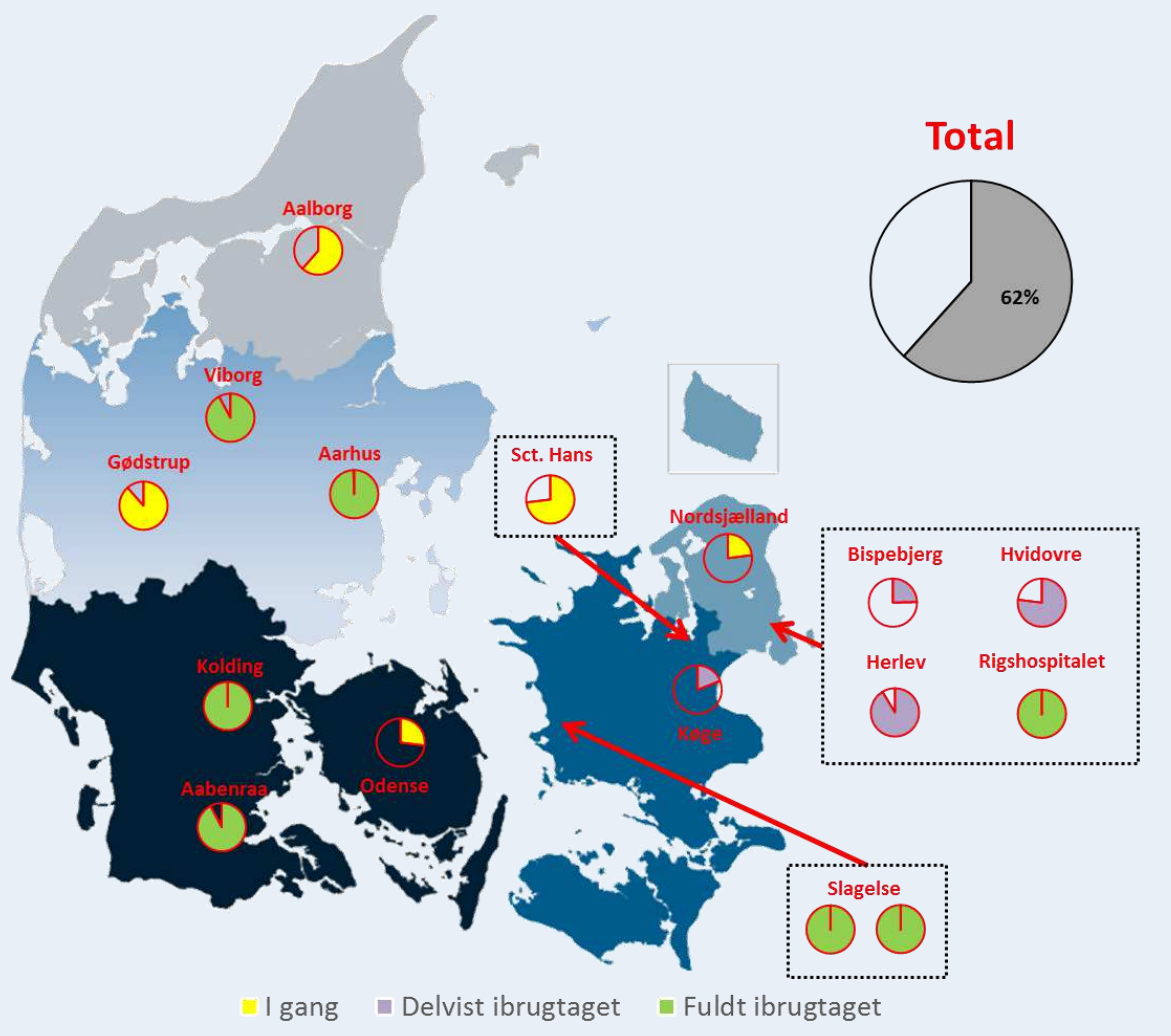 Total
62%
Aalborg
Viborg
Gødstrup
Aarhus
Sct. Hans
Nordsjælland
Bispebjerg
Hvidovre
Herlev
Rigshospitalet
Kolding
Køge
Odense
Aabenraa
Slagelse
I gang
Delvist ibrugtaget
Fuldt ibrugtaget